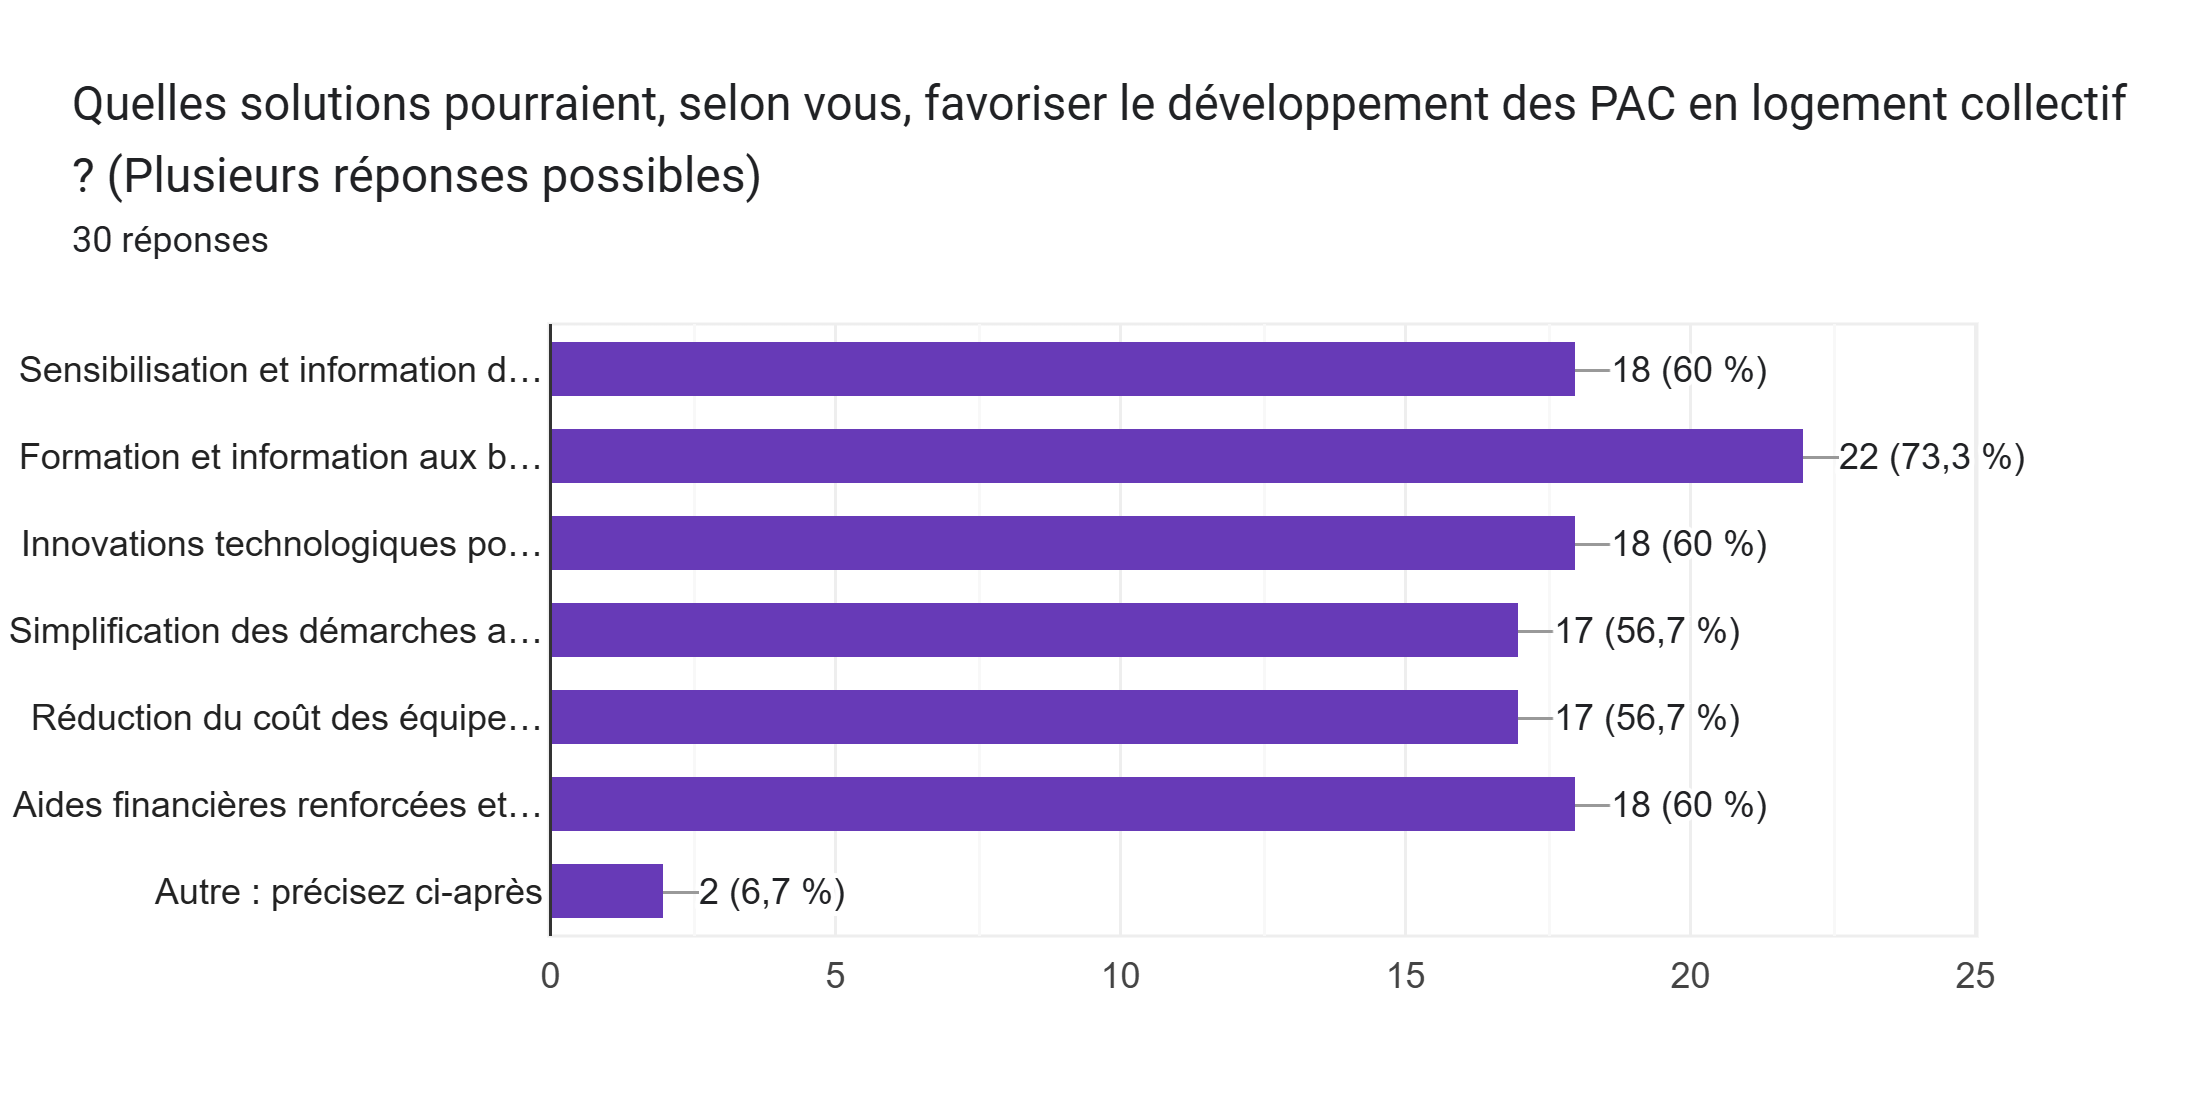 Quelles solutions pourraient, selon vous, favoriser le développement des PAC en logement collectif
? (Plusieurs réponses possibles)
30 réponses
Sensibilisation et information d… 18 (60 %)
Formation et information aux b… 22 (73,3 %)
Innovations technologiques po… 18 (60 %)
Simplification des démarches a… 17 (56,7 %)
Réduction du coût des équipe… 17 (56,7 %)
Aides financières renforcées et… 18 (60 %)
Autre : précisez ci-après 2 (6,7 %)
0 5 10 15 20 25